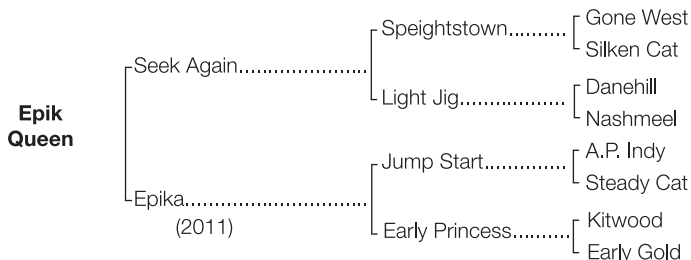 Epik
Queen
Seek Again
Epika
(2011)
Speightstown
Light Jig
Jump Start
Early Princess
Gone West
Silken Cat
Danehill
Nashmeel
A.P. Indy
Steady Cat
Kitwood
Early Gold